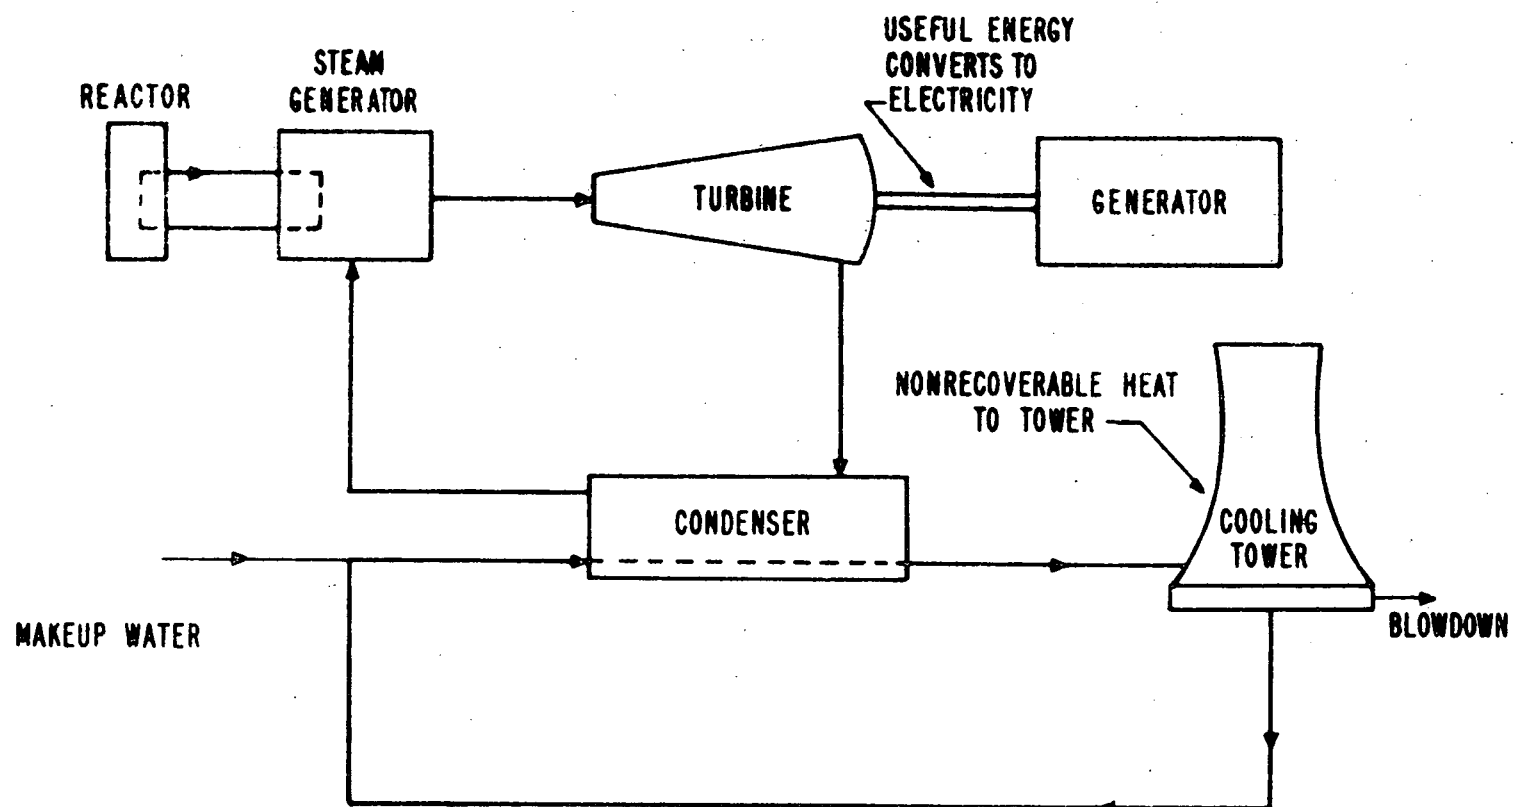 USEFUL ENERGY
CONVERTS TO
ELECTRICITY
STEAM
GENERATOR
REACTOR
TURBINE
GENERATOR
NONRECOVERABLE HEAT
TO TOWER
CONDENSER
COOLING
TOWER
MAKEUP WATER
BLOWDOWN